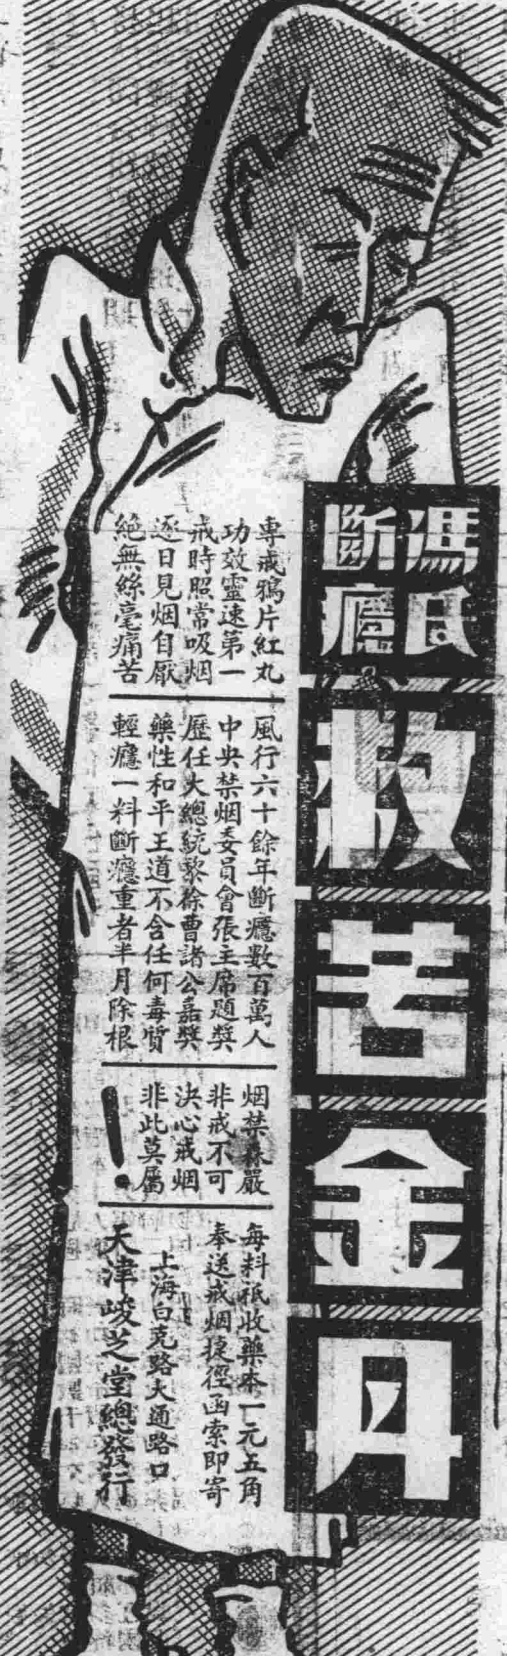 馮氏
斷癮
救苦金丹
專戒鴉片紅丸
功效靈速第一
戒時照常吸烟
逐日見烟自厭
絕無絲毫痛苦
風行六十餘年斷癮數百萬人
中央禁烟委員會張主席題獎
歷任大總統黎徐曹諸公嘉獎
藥性和平王道不含任何毒質
輕癮一料斷癮重者半月除根
烟禁森嚴
非戒不可
決心戒烟
非此莫屬
！
每料祇收藥本一元五角
奉送戒烟捷徑函索即寄
上海白克路大通路口
天津峻芝堂總發行